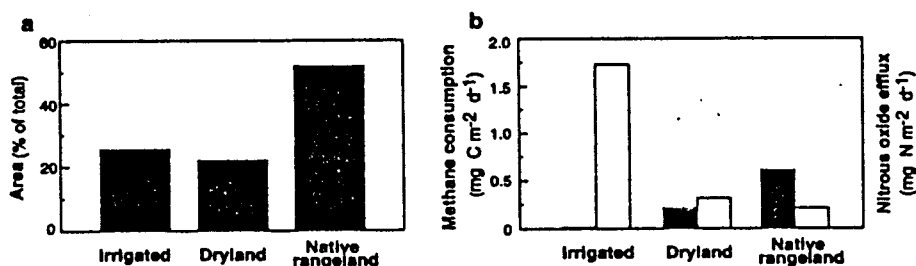 a
60
40
20
0
Area (% of total)
Irrigated
Dryland
Native
rangeland
b
2.0
1.5
1.0
0.5
0
Methane consumption
(mg C m-2 d-1)
Irrigated
Dryland
Native
rangeland
Nitrous oxide efflux
(mg N m-2 d-1)